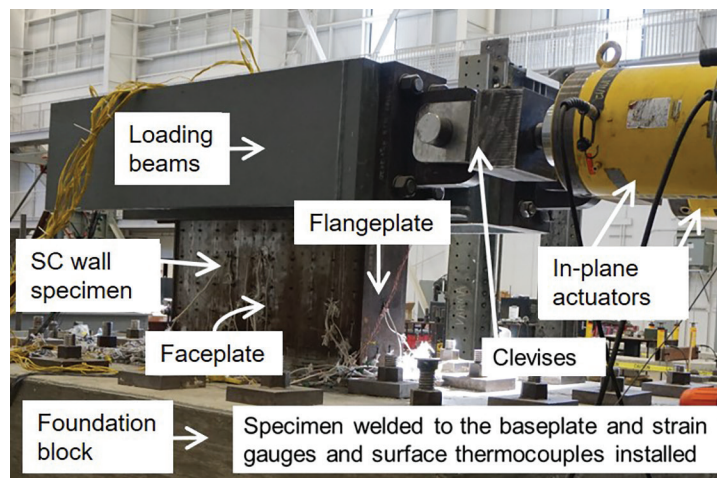 Loading
beams
Flangeplate
SC wall
specimen
In-plane
actuators
Faceplate
Clevises
Foundation
block
Specimen welded to the baseplate and strain
gauges and surface thermocouples installed